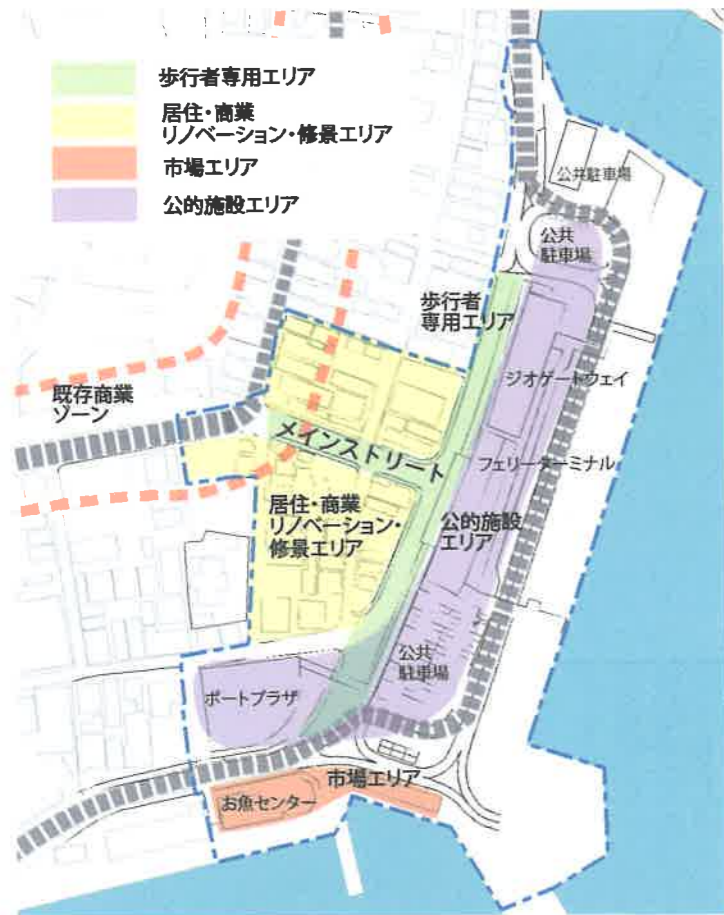 歩行者専用エリア
居住・商業
リノベーション・修景エリア
市場エリア
公的施設エリア
公共駐車場
公共
駐車場
歩行者
専用エリア
ジオゲートウェイ
既存商業
ゾーン
メインストリート
フェリーターミナル
居住・商業
リノベーション・
修景エリア
公的施設
エリア
公共
駐車場
ポートプラザ
市場エリア
お魚センター